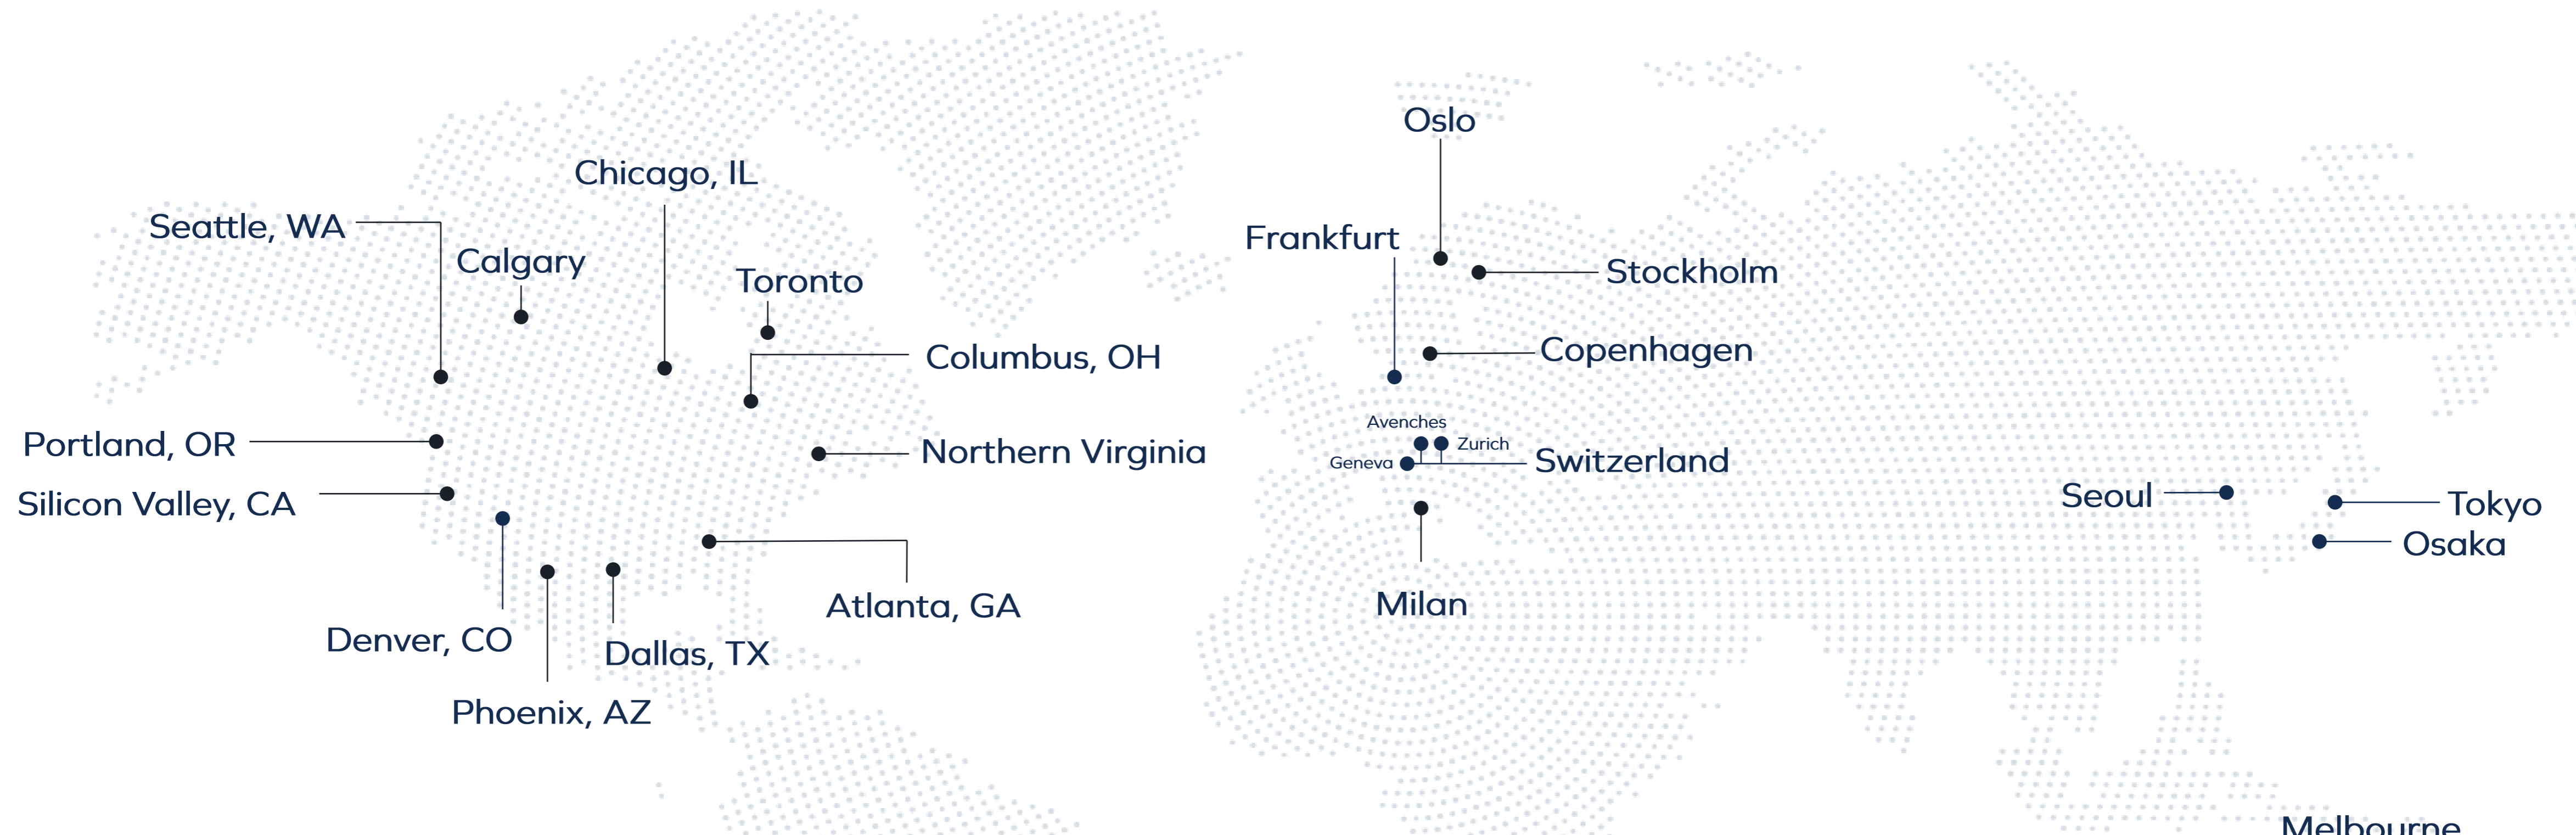 Oslo
Chicago, IL
Seattle, WA
Frankfurt
Calgary
Stockholm
Toronto
Copenhagen
Columbus, OH
Avenches
Portland, OR
Zurich
Northern Virginia
Geneva
Switzerland
Seoul
Silicon Valley, CA
Tokyo
Osaka
Milan
Atlanta, GA
Denver, CO
Dallas, TX
Phoenix, AZ
Melbourne